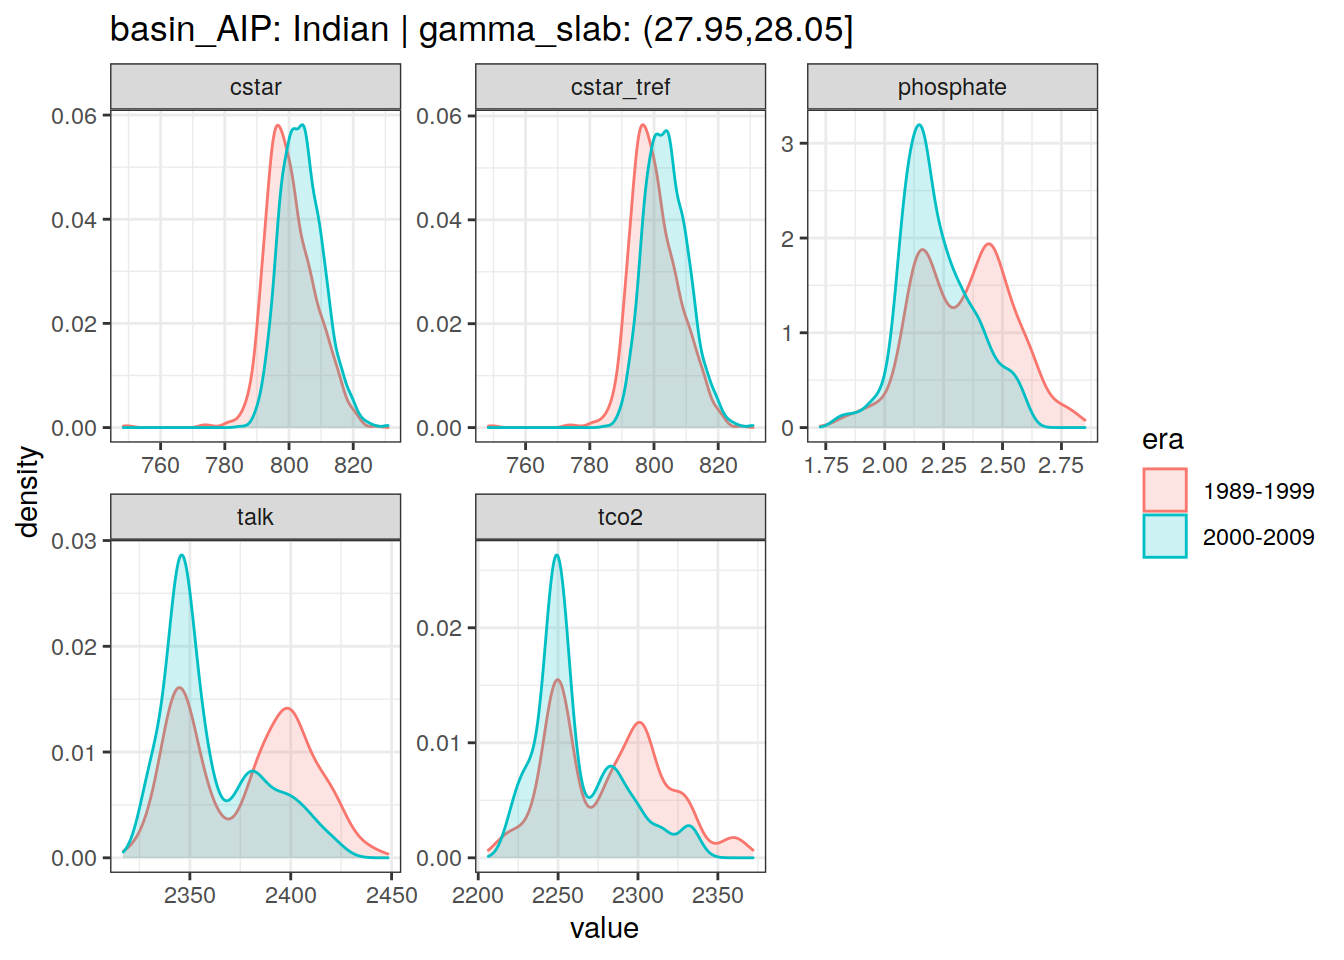 basin_AIP: Indian | gamma_slab: (27.95,28.05]
cstar
cstar_tref
phosphate
0.06
0.04
0.02
0.00
760 780 800 820
0.06
0.04
0.02
0.00
760 780 800 820
3
2
1
0
1.75 2.00 2.25 2.50 2.75
talk
tco2
0.03
0.02
0.01
0.00
2350 2400 2450
0.02
0.01
0.00
2200 2250 2300 2350
density
value
era
1989-1999
2000-2009